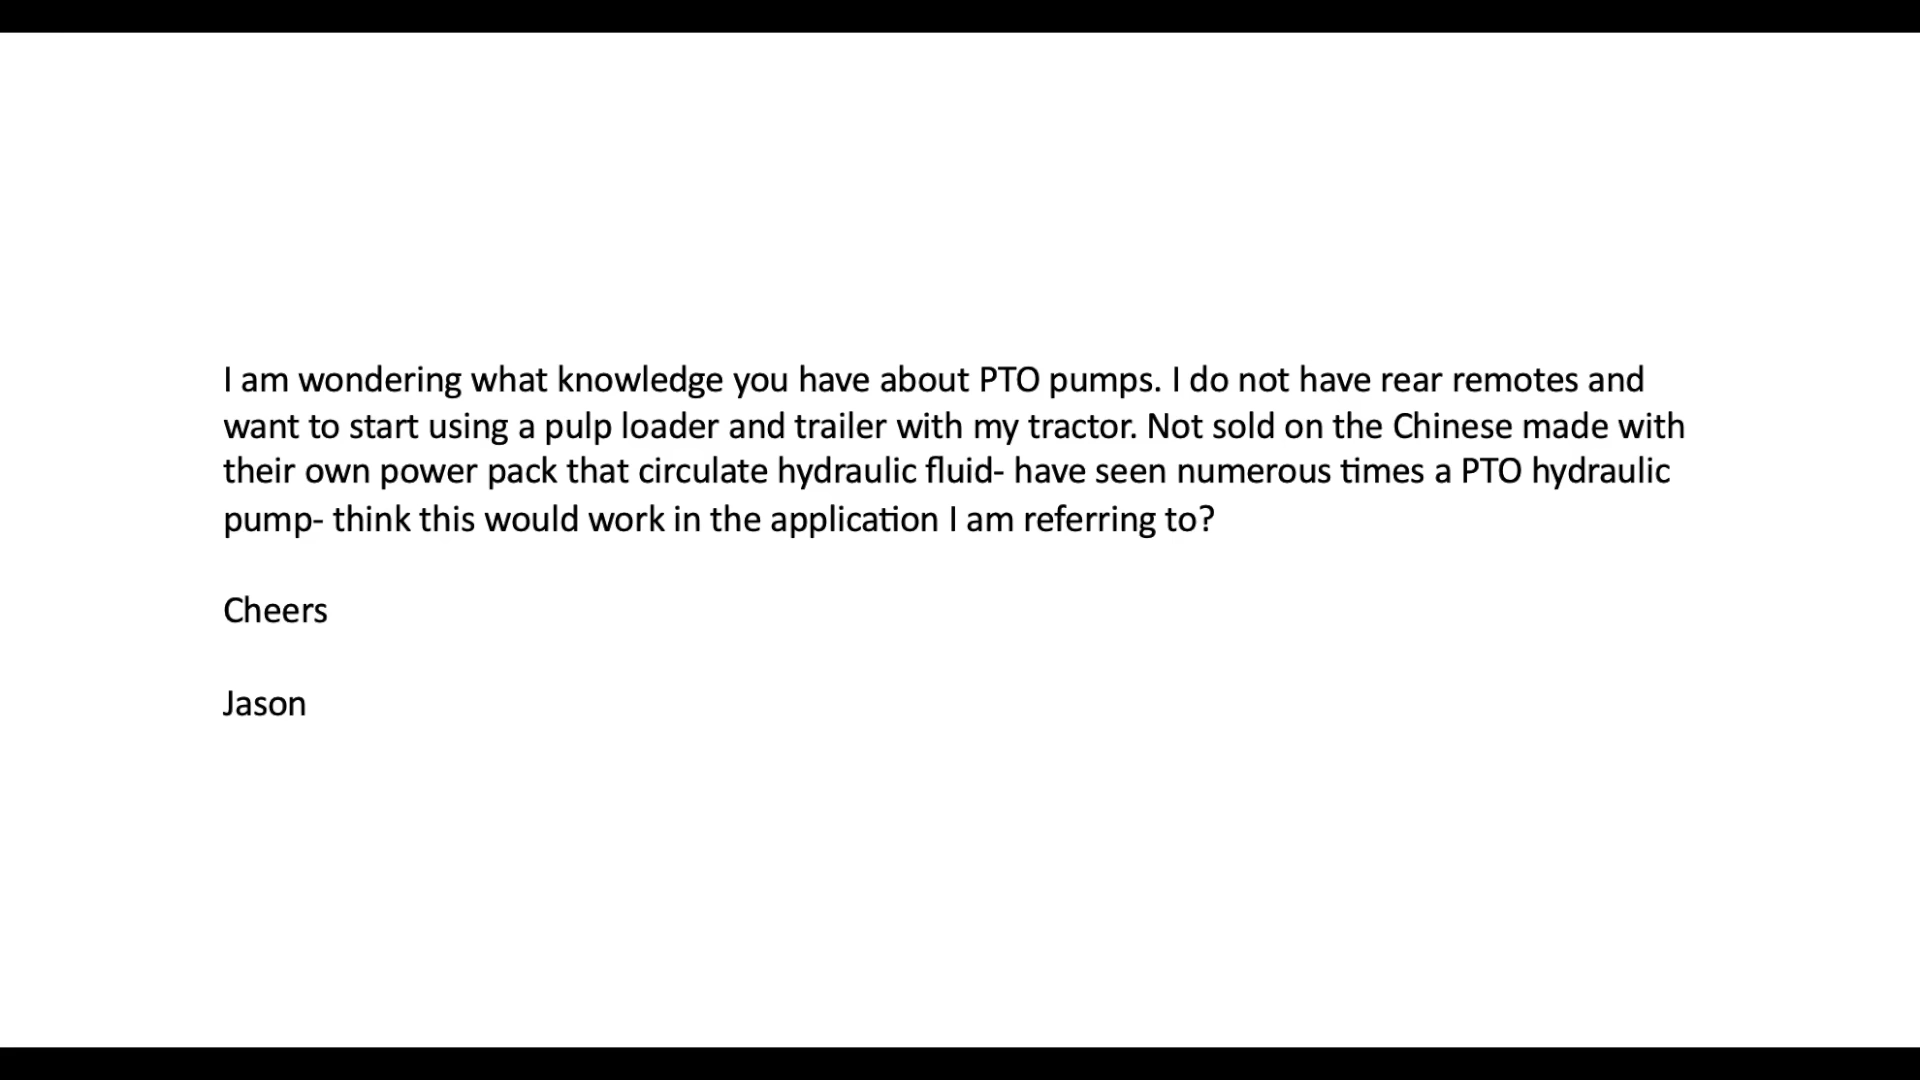 I am wondering what knowledge you have about PTO pumps. I do not have rear remotes and
want to start using a pulp loader and trailer with my tractor. Not sold on the Chinese made with
their own power pack that circulate hydraulic fluid- have seen numerous times a PTO hydraulic
pump- think this would work in the application I am referring to?
Cheers
Jason